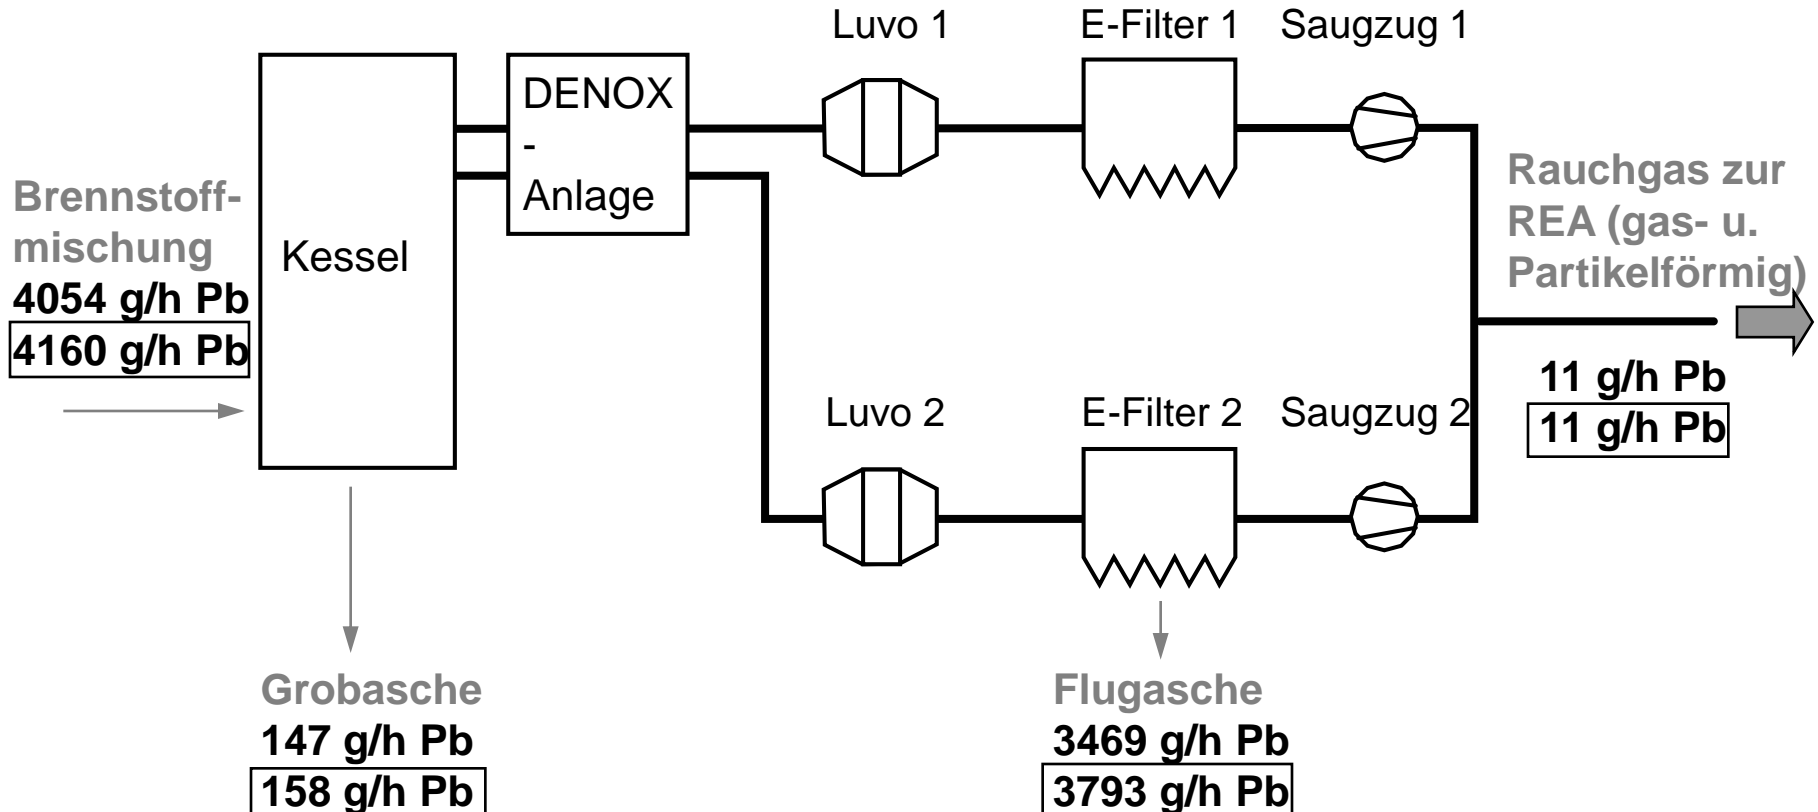 Luvo 1
E-Filter 1
Saugzug 1
DENOX
-
Anlage
Kessel
Brennstoff-
mischung
4054 g/h Pb
4160 g/h Pb
Rauchgas zur
REA (gas- u.
Partikelförmig)
11 g/h Pb
11 g/h Pb
Luvo 2
E-Filter 2
Saugzug 2
Grobasche
147 g/h Pb
158 g/h Pb
Flugasche
3469 g/h Pb
3793 g/h Pb